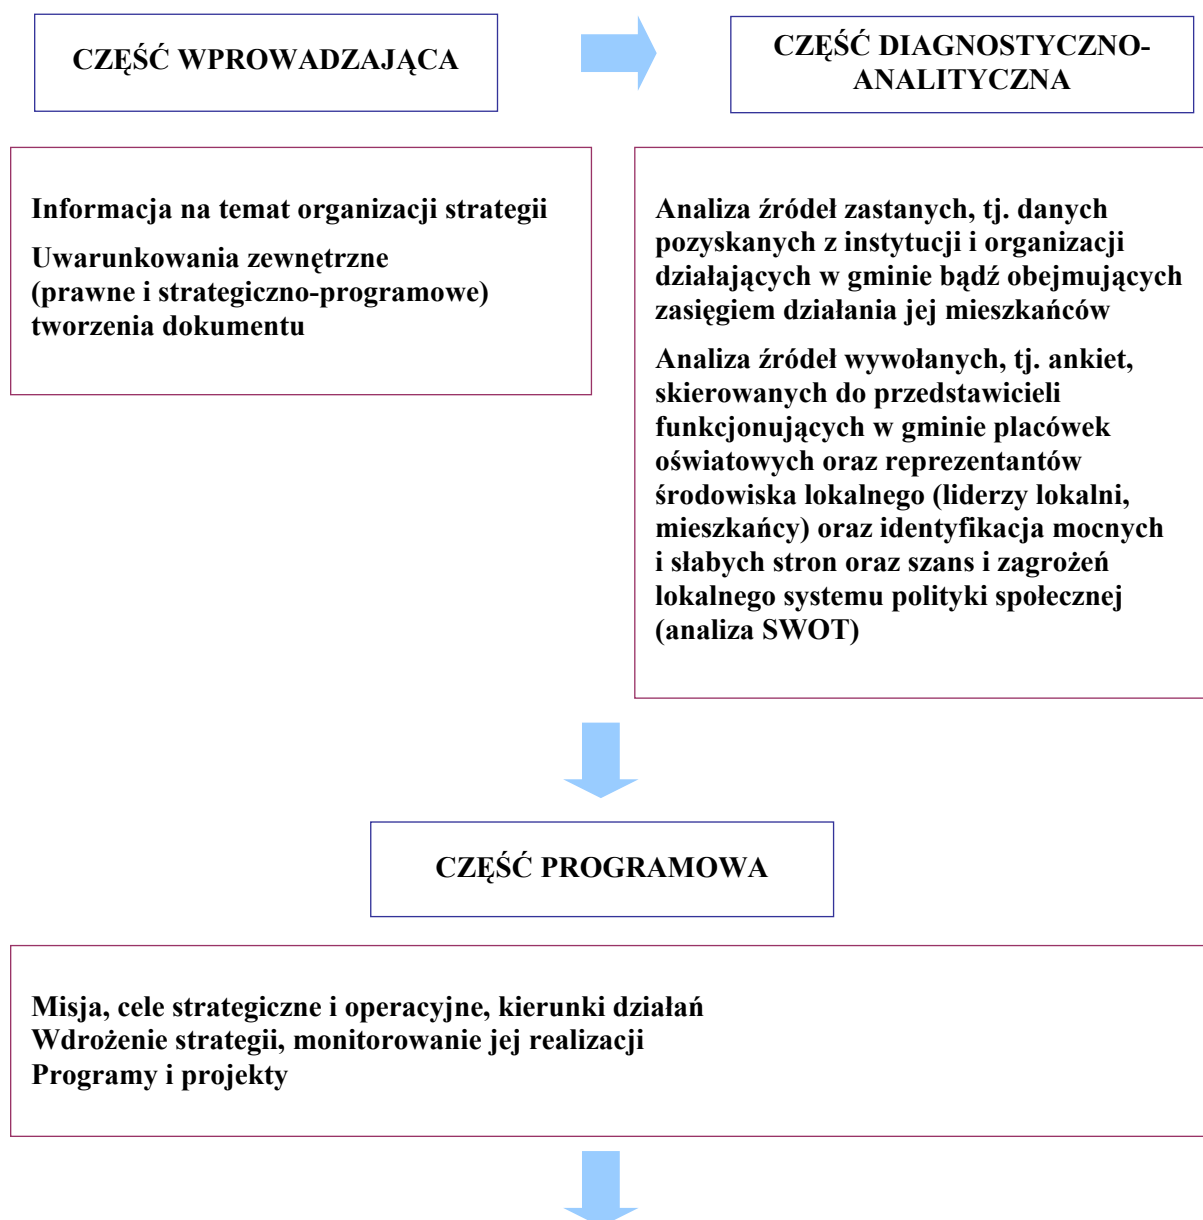 CZĘŚĆ WPROWADZAJĄCA
CZĘŚĆ DIAGNOSTYCZNO-
ANALITYCZNA
Informacja na temat organizacji strategii
Uwarunkowania zewnętrzne
(prawne i strategiczno-programowe)
tworzenia dokumentu
Analiza źródeł zastanych, tj. danych
pozyskanych z instytucji i organizacji
działających w gminie bądź obejmujących
zasięgiem działania jej mieszkańców
Analiza źródeł wywołanych, tj. ankiet,
skierowanych do przedstawicieli
funkcjonujących w gminie placówek
oświatowych oraz reprezentantów
środowiska lokalnego (liderzy lokalni,
mieszkańcy) oraz identyfikacja mocnych
i słabych stron oraz szans i zagrożeń
lokalnego systemu polityki społecznej
(analiza SWOT)
CZĘŚĆ PROGRAMOWA
Misja, cele strategiczne i operacyjne, kierunki działań
Wdrożenie strategii, monitorowanie jej realizacji
Programy i projekty